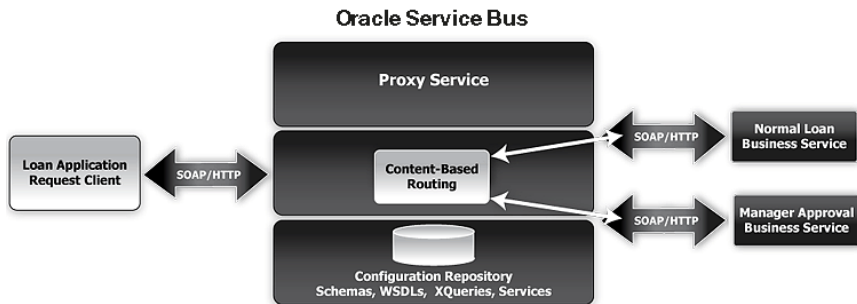 Oracle Service Bus
Proxy Service
Loan Application
Request Client
SOAP/HTTP
Content-Based
Routing
SOAP/HTTP
Normal Loan
Business Service
SOAP/HTTP
Manager Approval
Business Service
Configuration Repository
Schemas, WSDLs, XQueries, Services